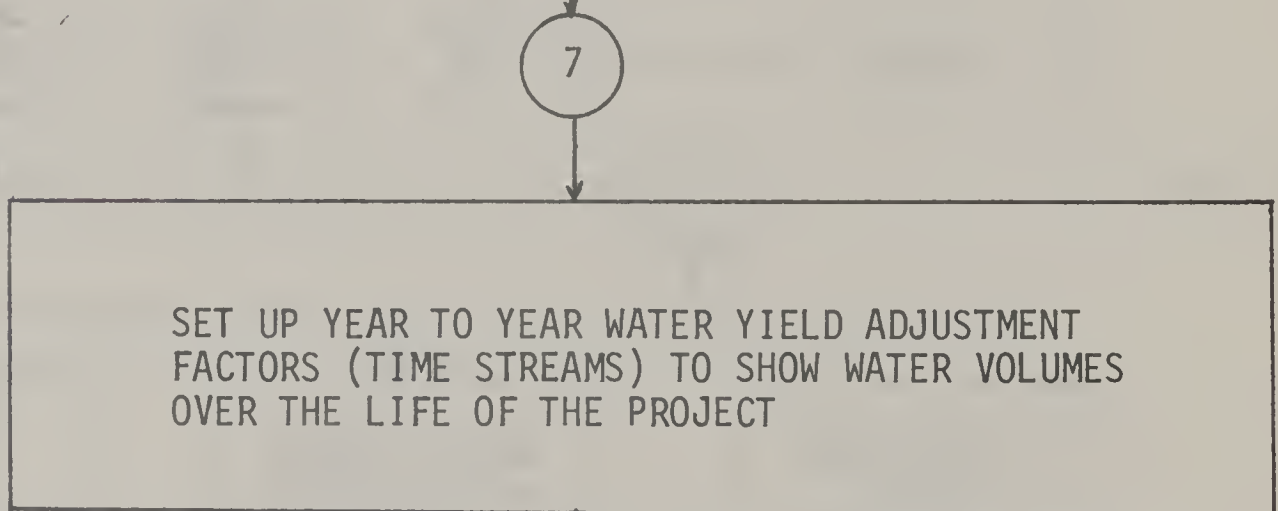 7
SET UP YEAR TO YEAR WATER YIELD ADJUSTMENT
FACTORS (TIME STREAMS) TO SHOW WATER VOLUMES
OVER THE LIFE OF THE PROJECT